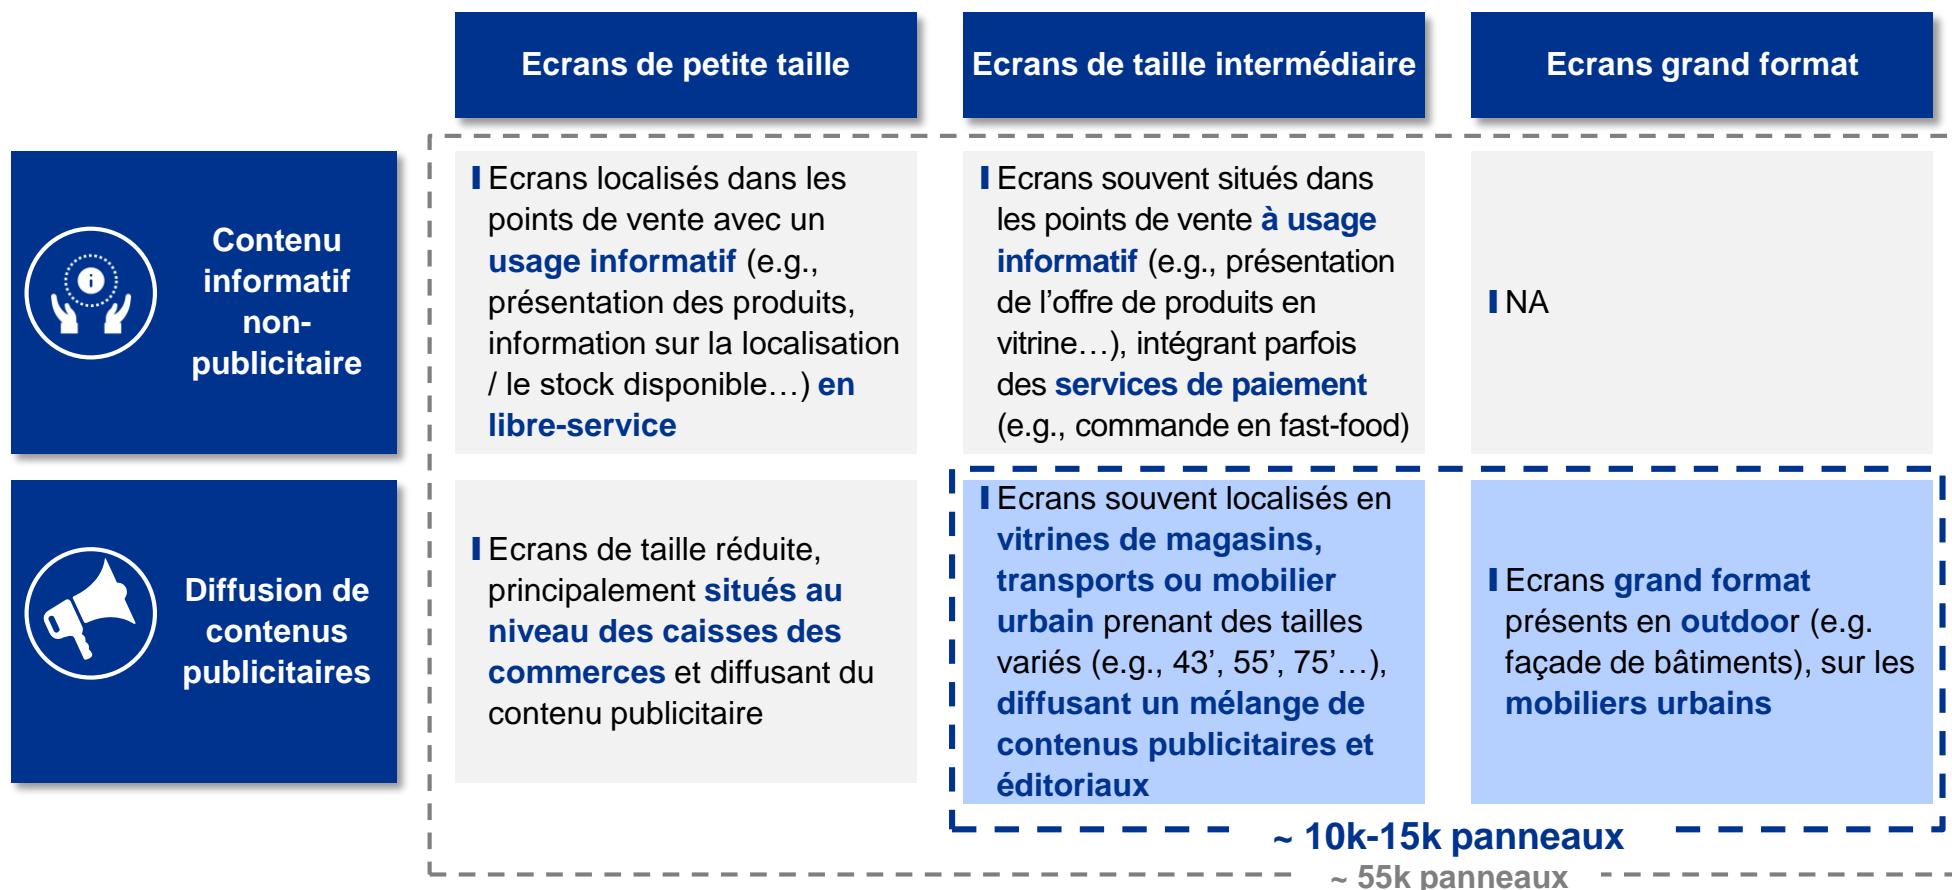 Ecrans de petite taille
Ecrans de taille intermédiaire
Ecrans grand format
Contenu
informatif
non-
publicitaire
Ecrans localisés dans les
points de vente avec un
usage informatif (e.g.,
présentation des produits,
information sur la localisation
/ le stock disponible…) en
libre-service
Ecrans souvent situés dans
les points de vente à usage
informatif (e.g., présentation
de l’offre de produits en
vitrine…), intégrant parfois
des services de paiement
(e.g., commande en fast-food)
NA
Diffusion de
contenus
publicitaires
Ecrans de taille réduite,
principalement situés au
niveau des caisses des
commerces et diffusant du
contenu publicitaire
Ecrans souvent localisés en
vitrines de magasins,
transports ou mobilier
urbain prenant des tailles
variés (e.g., 43’, 55’, 75’…),
diffusant un mélange de
contenus publicitaires et
éditoriaux
Ecrans grand format
présents en outdoor (e.g.
façade de bâtiments), sur les
mobiliers urbains
~ 10k-15k panneaux
~ 55k panneaux